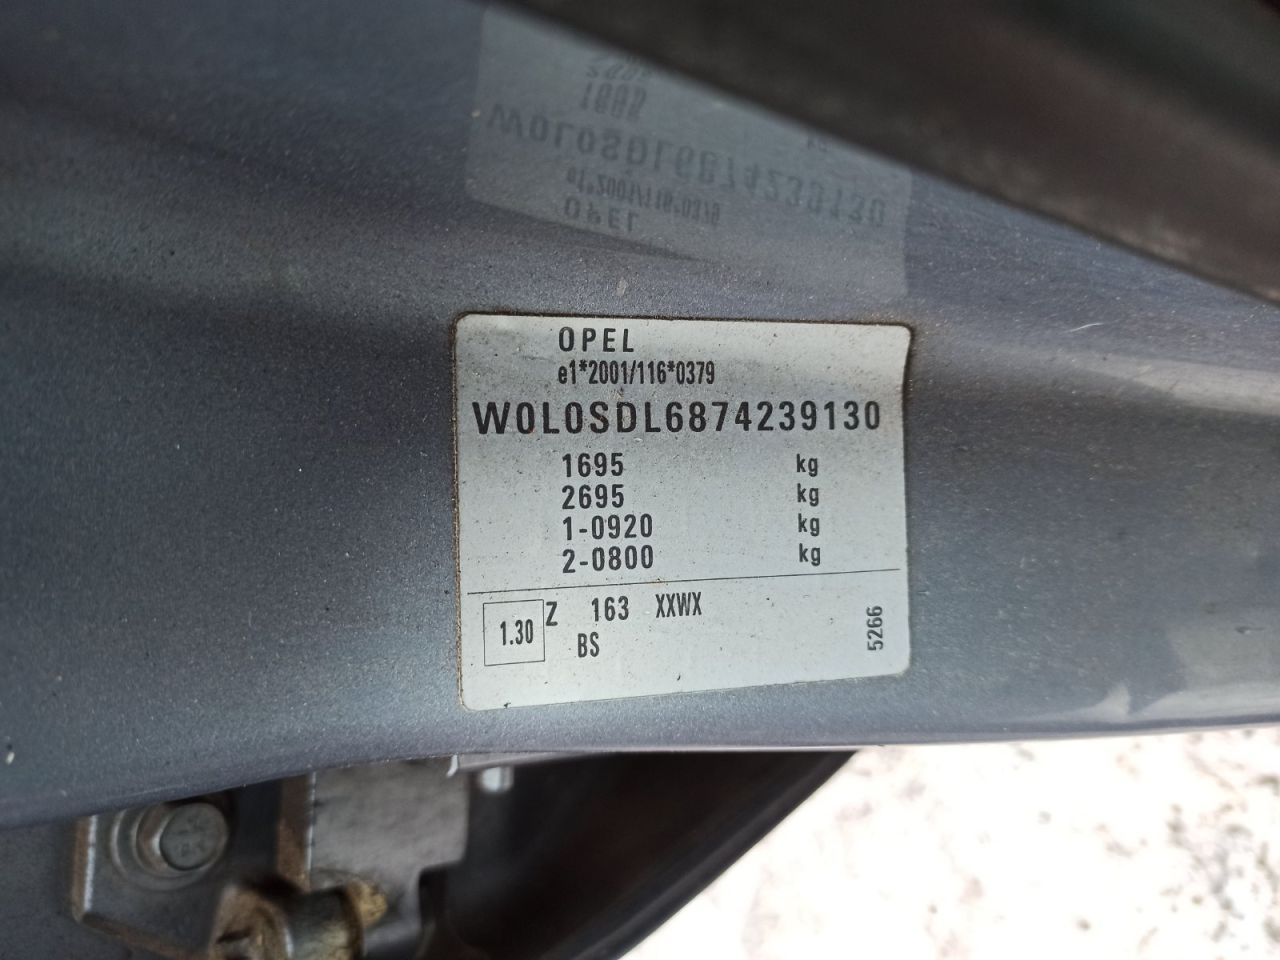 OPEL
e1*2001/116*0379
W0L0SDL6874239130
1695 kg
2695 kg
1-0920 kg
2-0800 kg
1.30 Z 163 XXWX
BS
5266